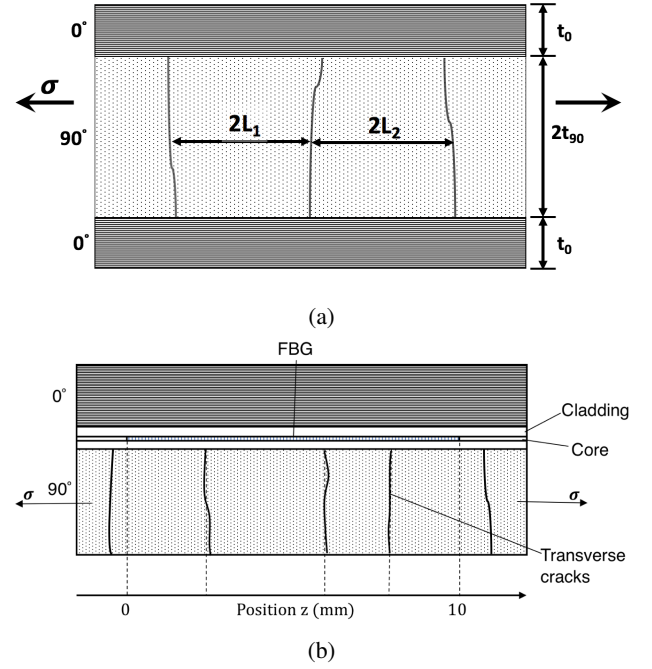 0°
t₀
σ
2L₁
2L₂
90°
2t₉₀
0°
t₀
(a)
FBG
0°
Cladding
Core
σ
90°
σ
Transverse
cracks
0
Position z (mm)
10
(b)